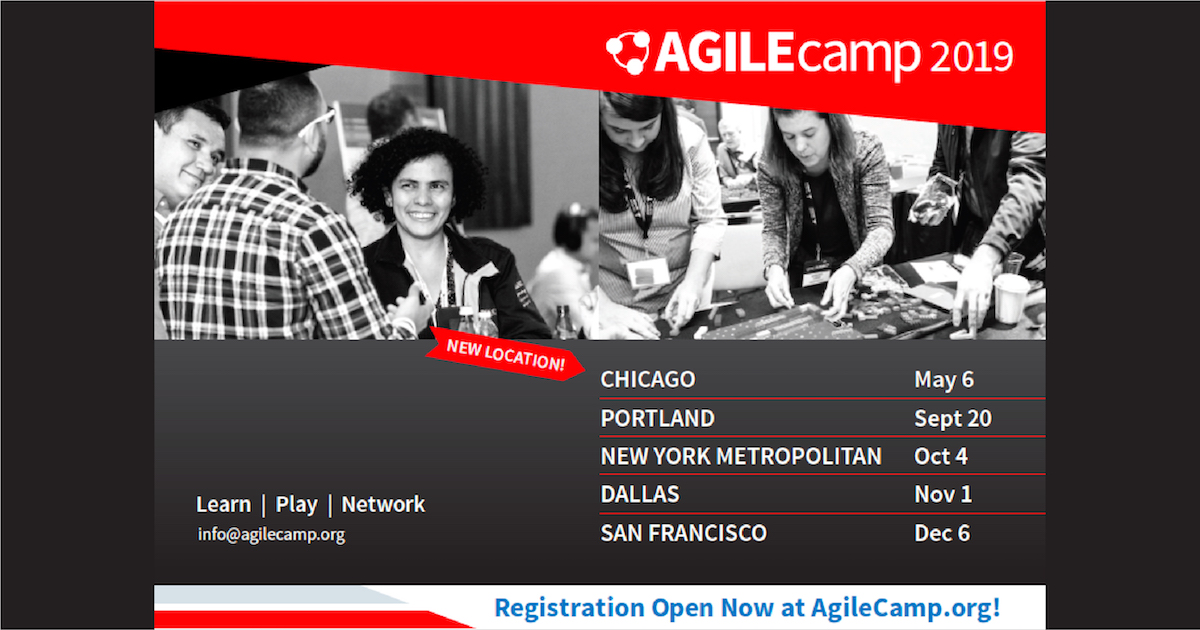 AGILEcamp 2019
NEW LOCATION!
CHICAGO May 6
PORTLAND Sept 20
NEW YORK METROPOLITAN Oct 4
DALLAS Nov 1
SAN FRANCISCO Dec 6
Learn | Play | Network
info@agilecamp.org
Registration Open Now at AgileCamp.org!